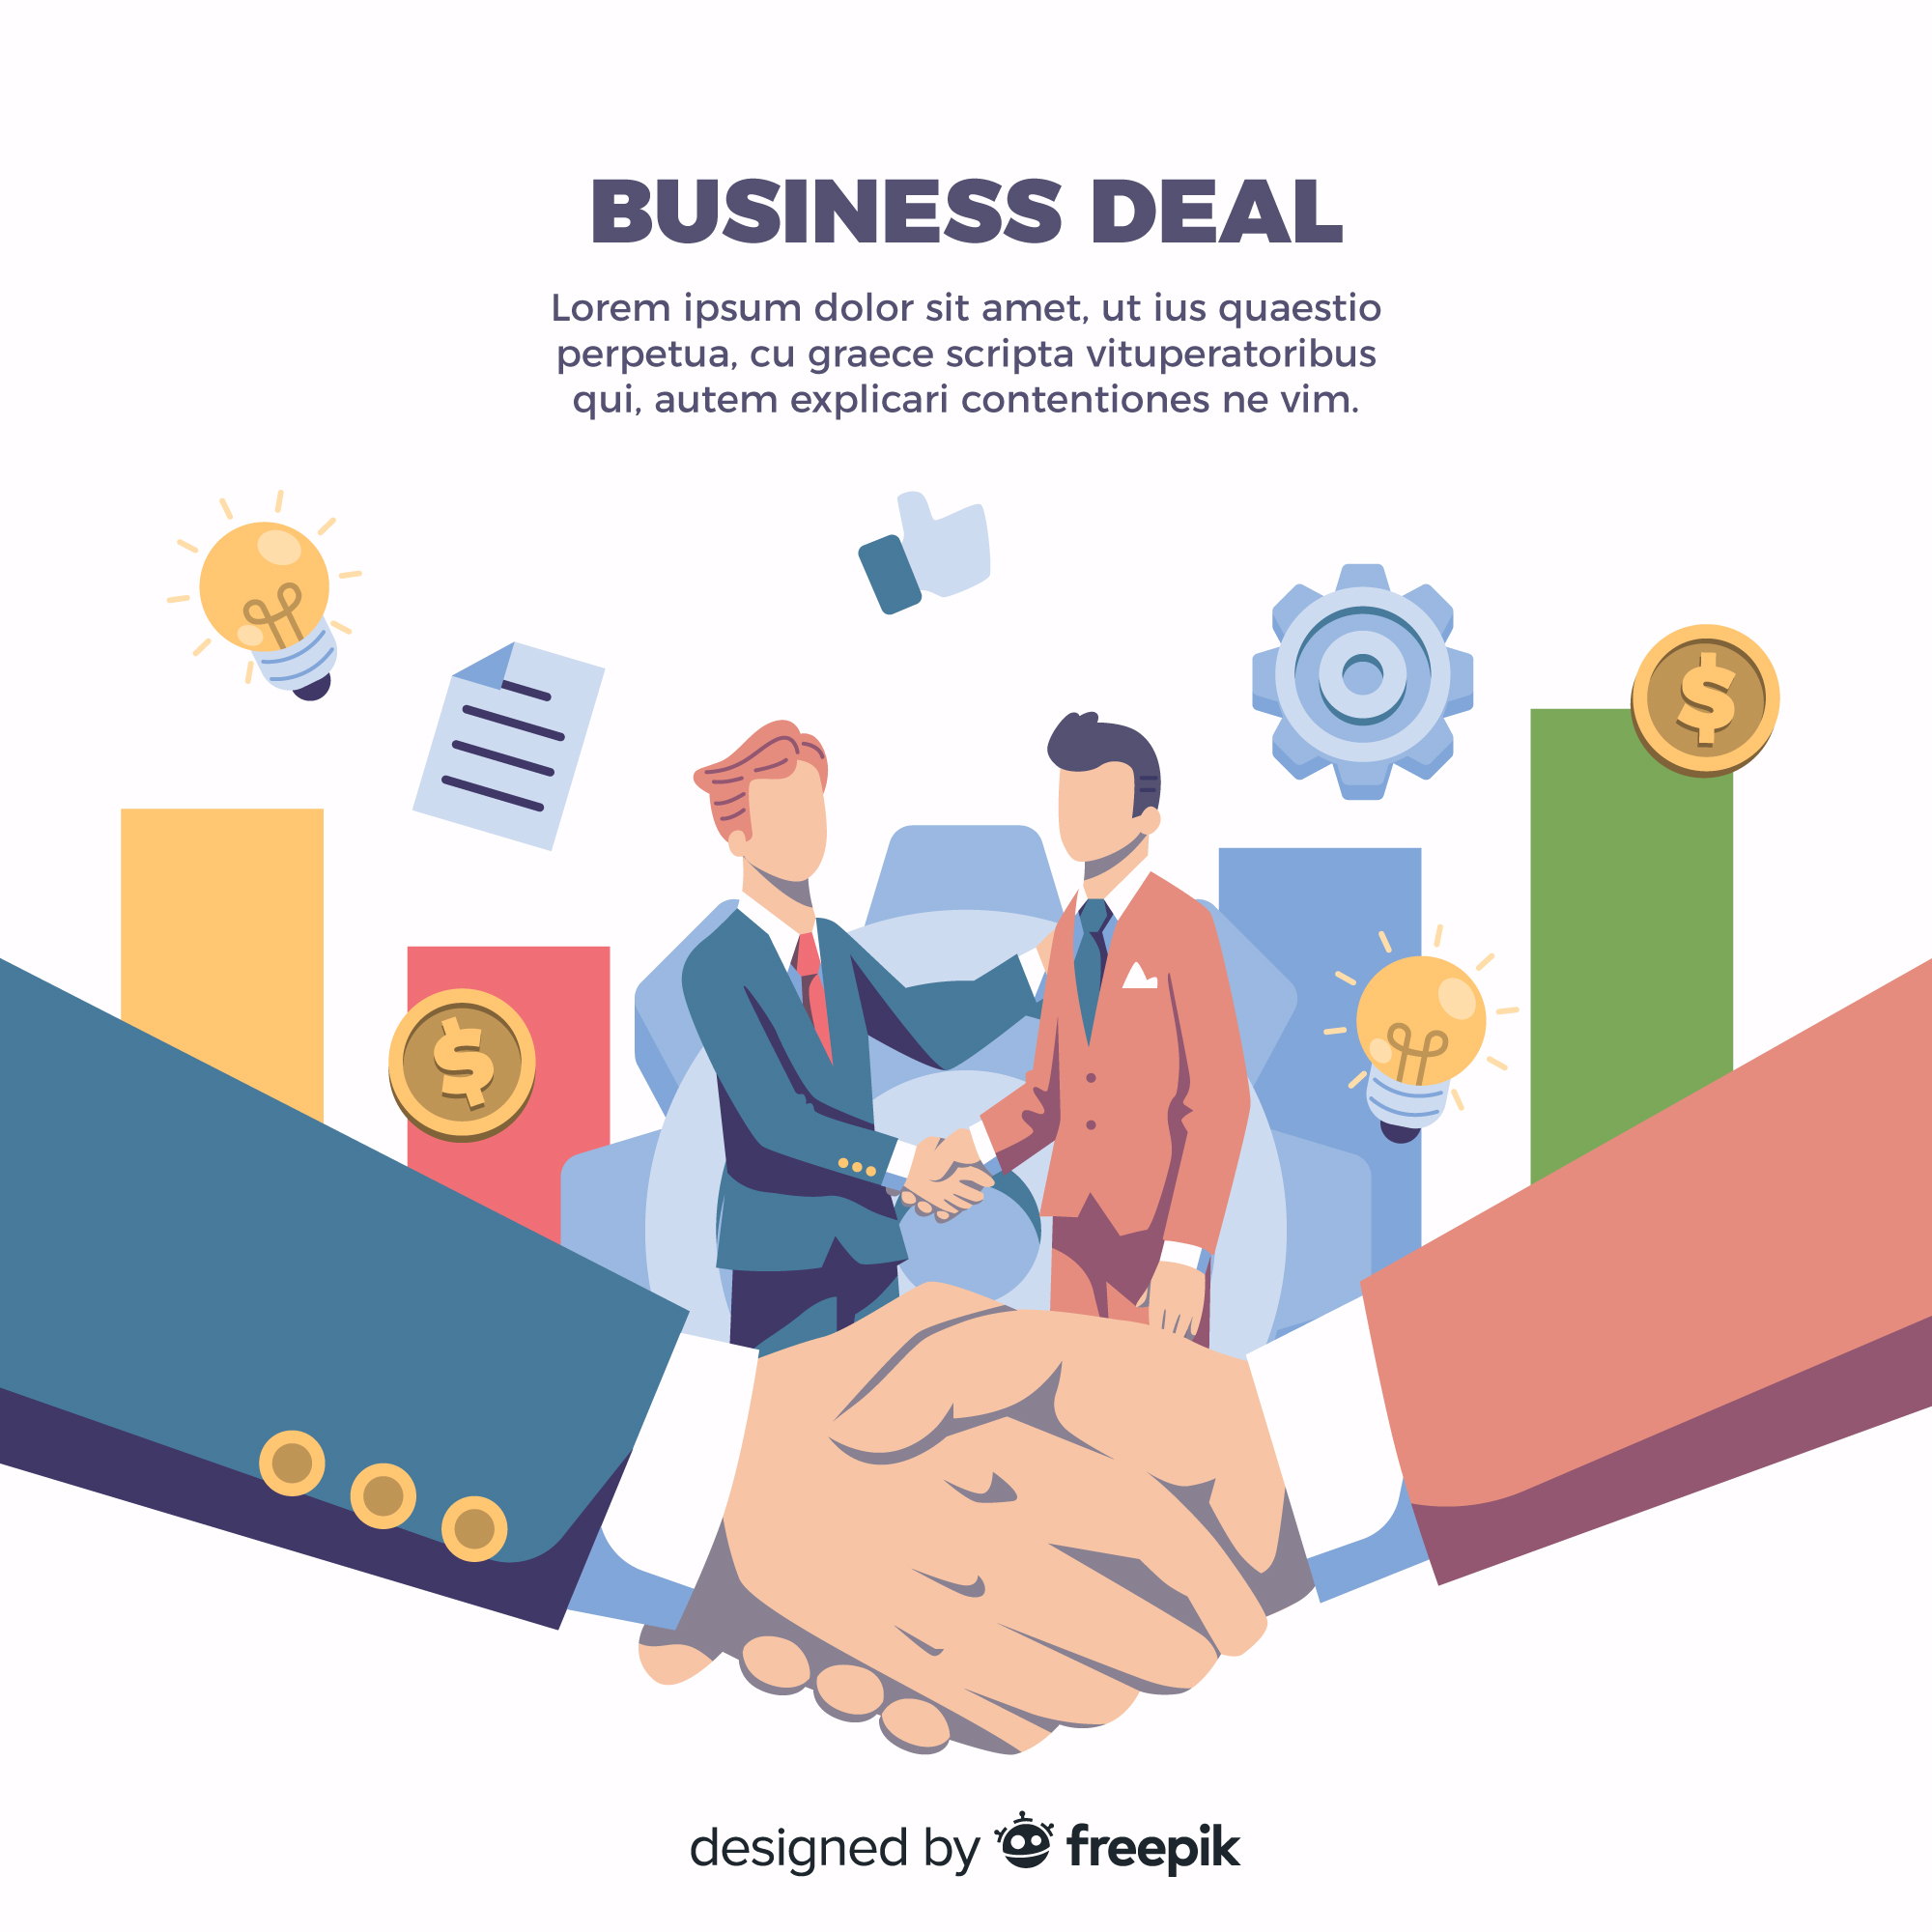 BUSINESS DEAL
Lorem ipsum dolor sit amet, ut ius quaestio
perpetua, cu graece scripta vituperatoribus
qui, autem explicari contentiones ne vim.
$
$
designed by freepik